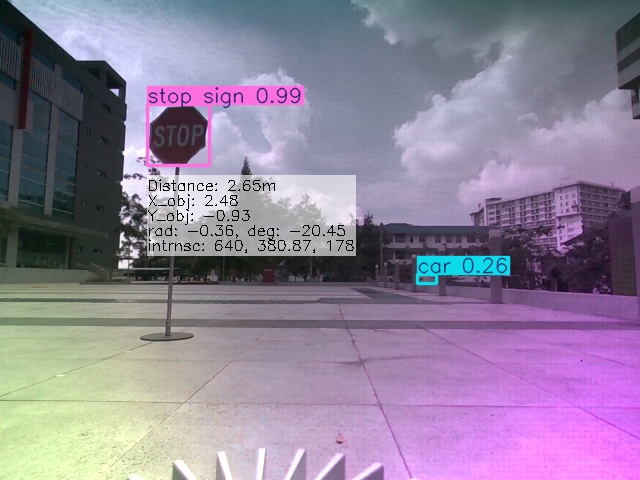 stop sign 0.99
STOP
Distance: 2.65m
X_obj: 2.48
Y_obj: -0.93
rad: -0.36, deg: -20.45
intrnsc: 640, 380.87, 178
car 0.26